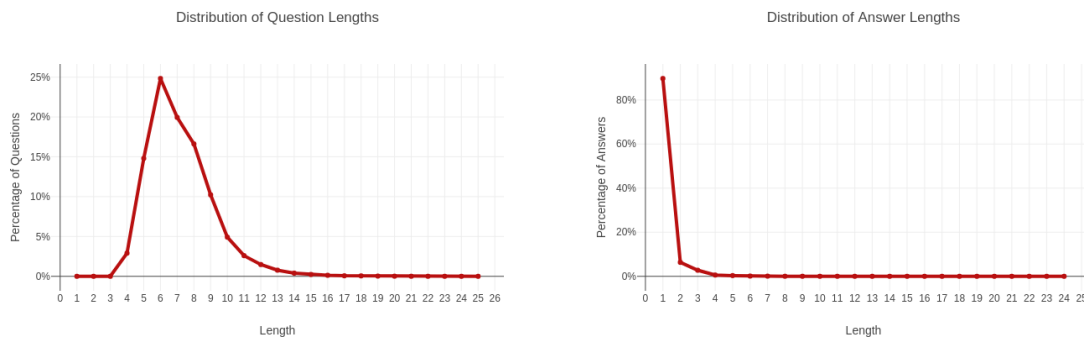 Distribution of Question Lengths
Percentage of Questions
25%
20%
15%
10%
5%
0%
0 1 2 3 4 5 6 7 8 9 10 11 12 13 14 15 16 17 18 19 20 21 22 23 24 25 26
Length
Distribution of Answer Lengths
Percentage of Answers
80%
60%
40%
20%
0%
0 1 2 3 4 5 6 7 8 9 10 11 12 13 14 15 16 17 18 19 20 21 22 23 24 25
Length